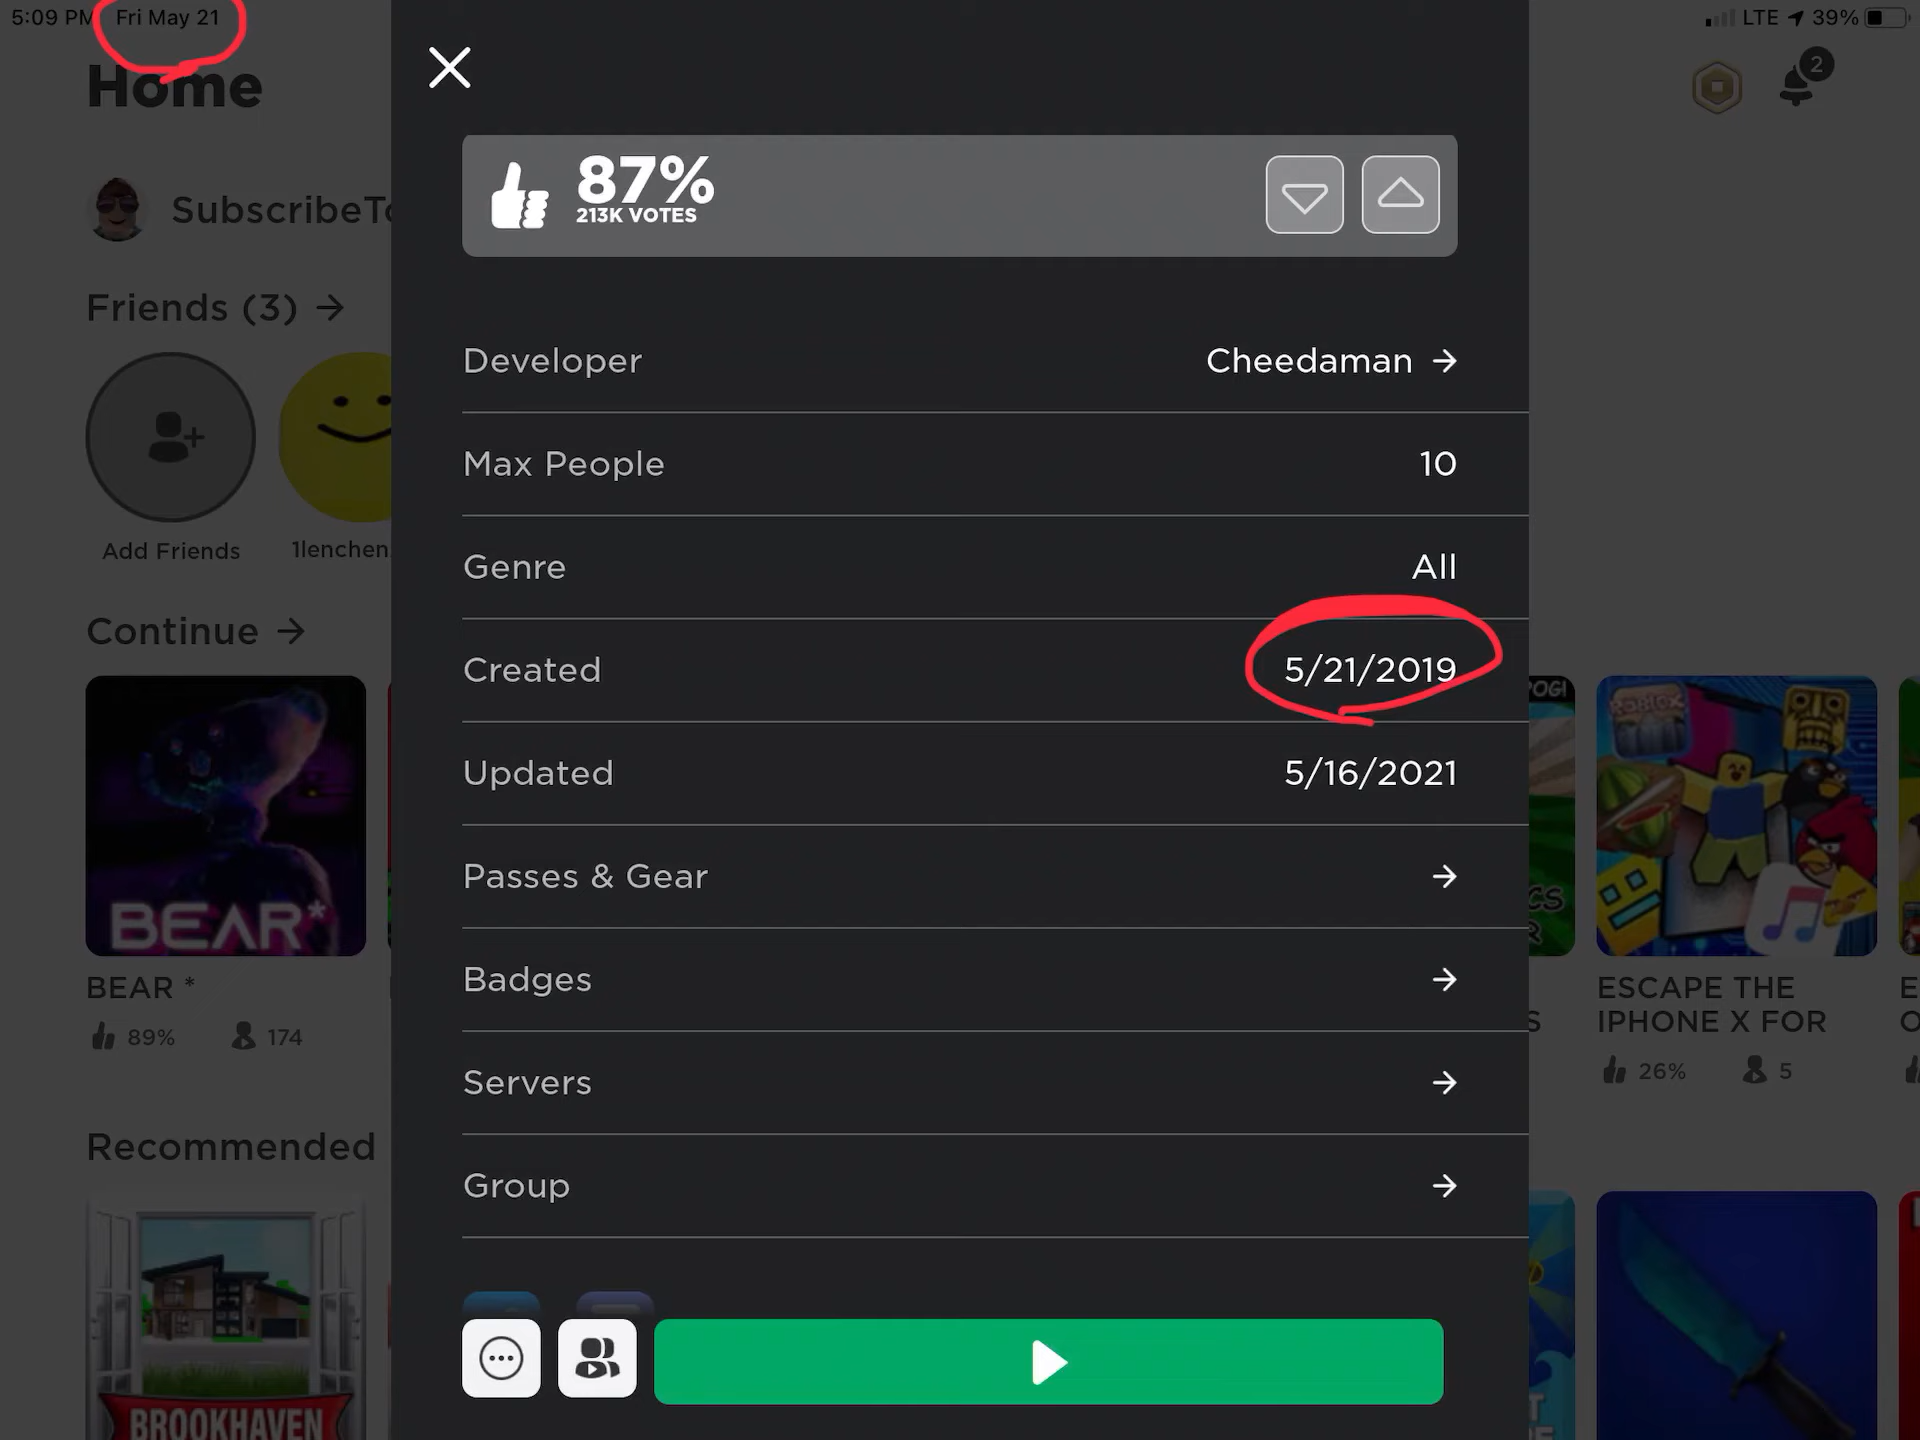 5:09 PM Fri May 21
LTE 39%
Home
2
87%
213K VOTES
SubscribeTo
Friends (3) →
Add Friends
1lenchen
Developer Cheedaman →
Max People 10
Genre All
Created 5/21/2019
Updated 5/16/2021
Passes & Gear →
Badges →
Servers →
Group →
Continue →
BEAR*
BEAR *
89% 174
ROBLOX
ESCAPE THE
IPHONE X FOR
26% 5
Recommended
BROOKHAVEN